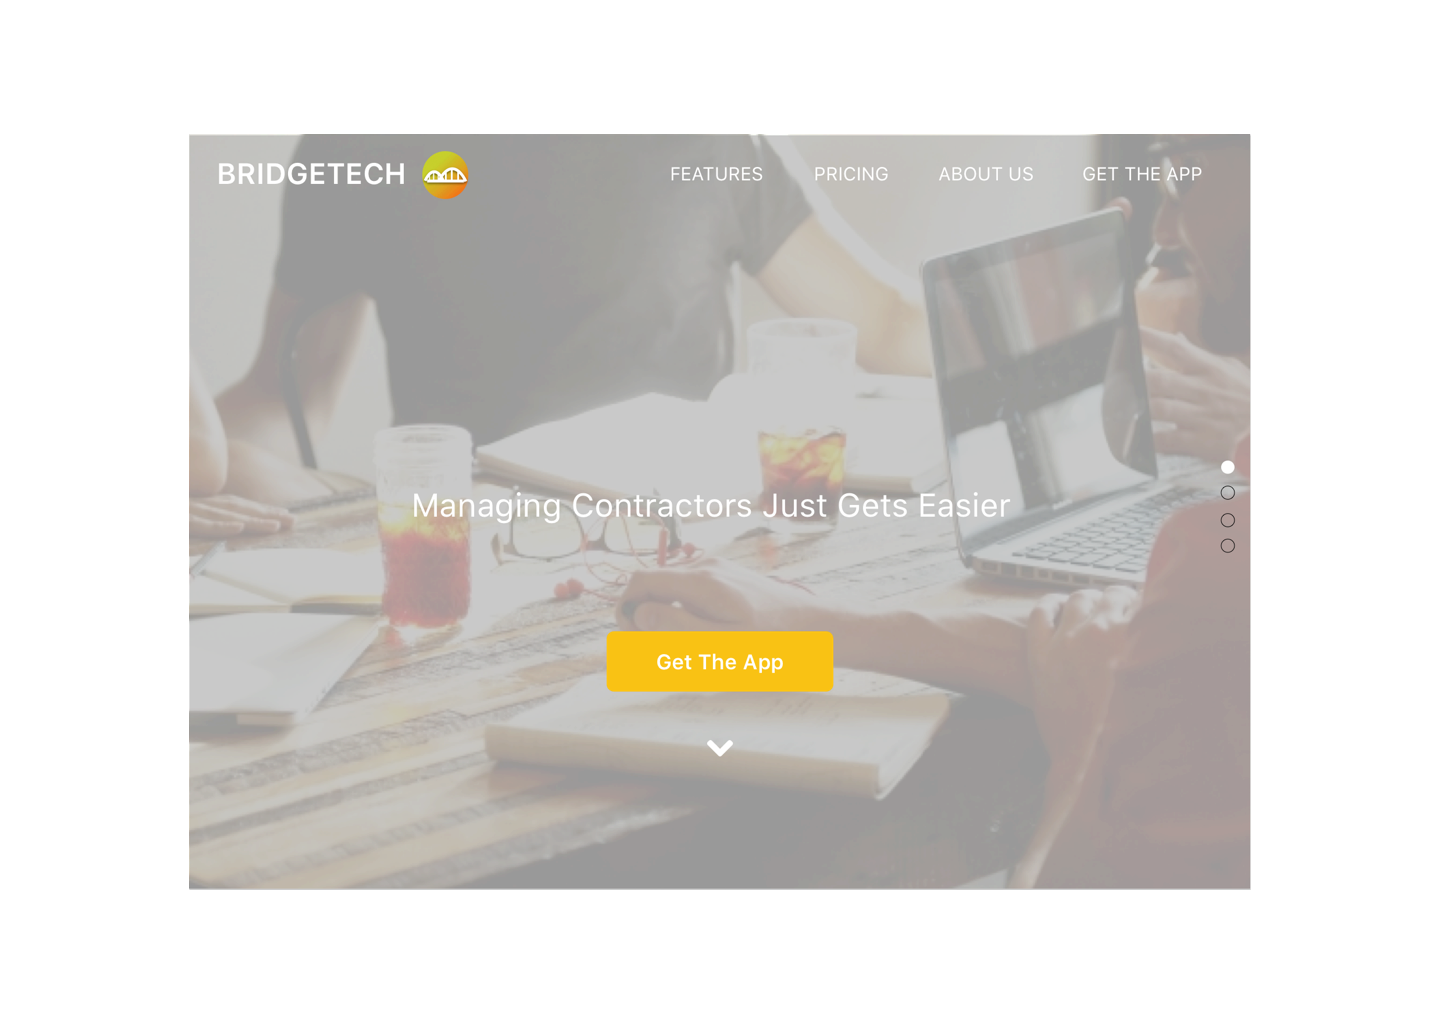 BRIDGETECH
FEATURES
PRICING
ABOUT US
GET THE APP
Managing Contractors Just Gets Easier
Get The App